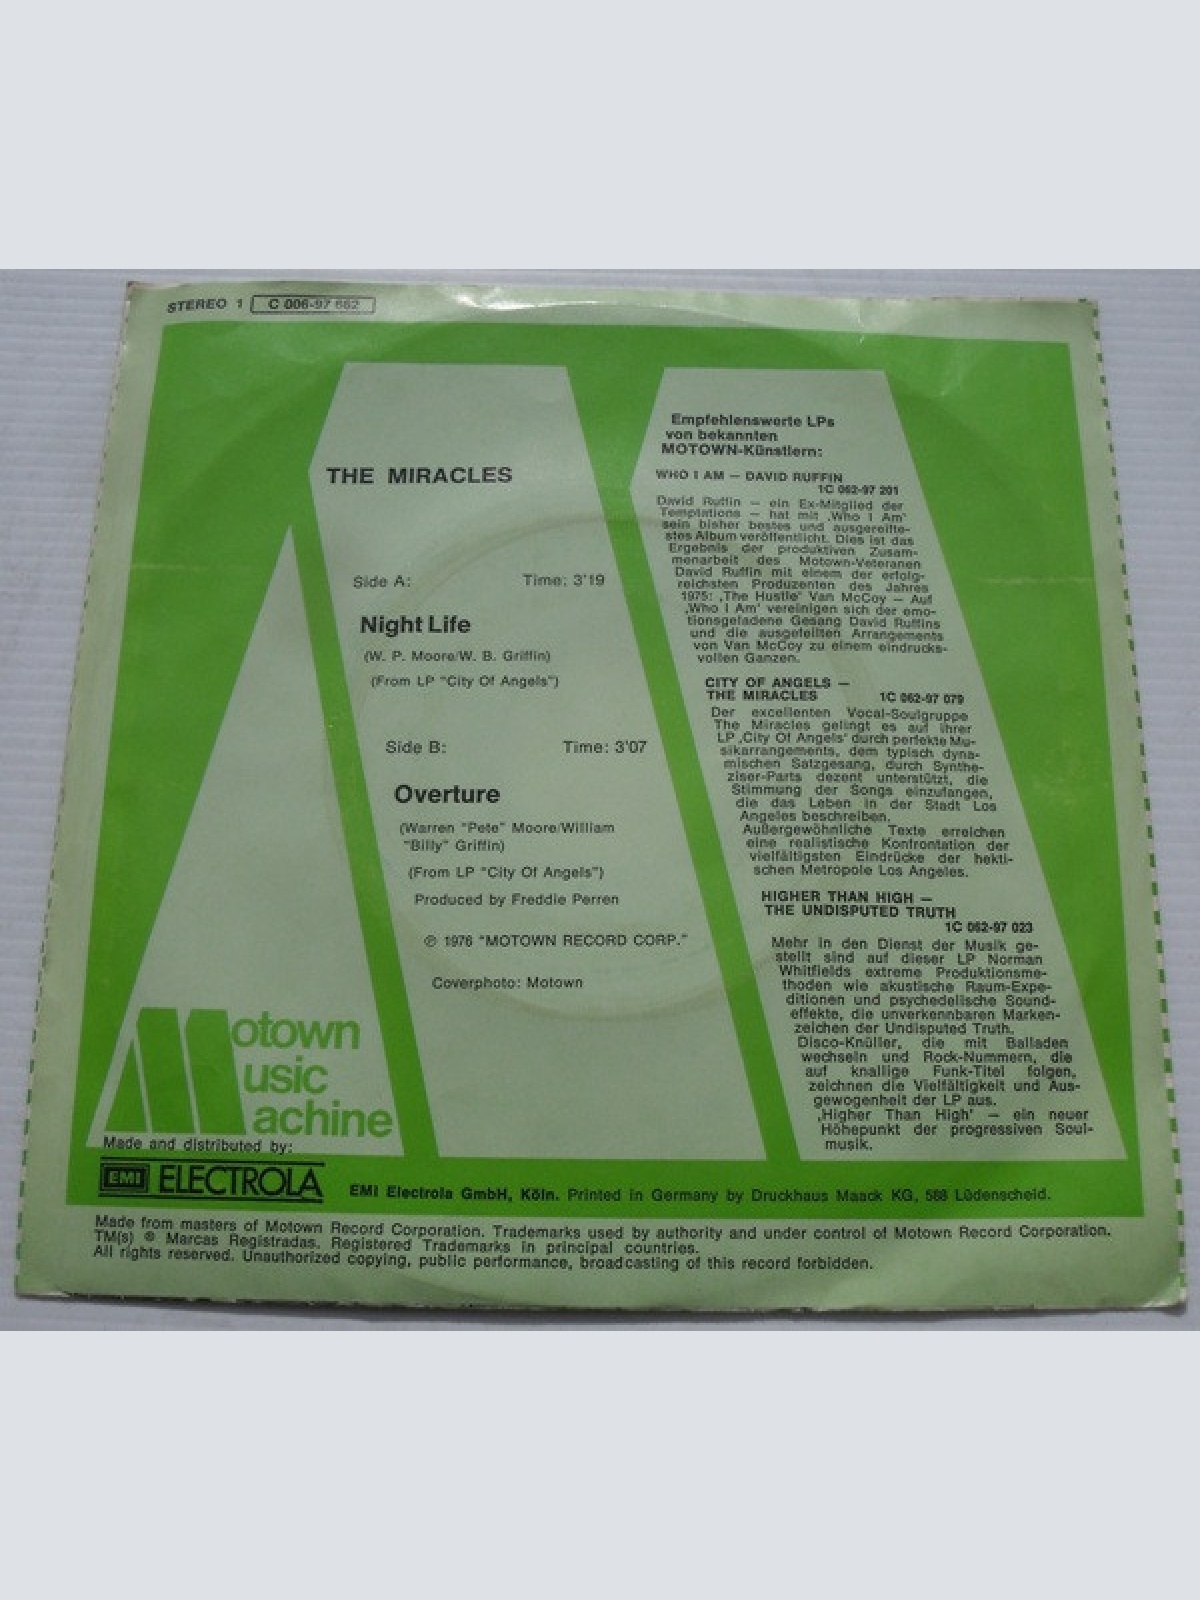 STEREO 1 C 006-97 662
THE MIRACLES
Side A: Time: 3'19
Night Life
(W. P. Moore/W. B. Griffin)
(From LP "City Of Angels")
Side B: Time: 3'07
Overture
(Warren "Pete" Moore/William
"Billy" Griffin)
(From LP "City Of Angels")
Produced by Freddie Perren
℗ 1976 "MOTOWN RECORD CORP."
Coverphoto: Motown
Empfehlenswerte LPs
von bekannten
MOTOWN-Künstlern:
WHO I AM — DAVID RUFFIN
1C 062-97 201
David Ruffin — ein Ex-Mitglied der
Temptations — hat mit ‚Who I Am'
sein bisher bestes und ausgereifte-
stes Album veröffentlicht. Dies ist das
Ergebnis der produktiven Zusam-
menarbeit des Motown-Veteranen
David Ruffin mit einem der erfolg-
reichsten Produzenten des Jahres
1975: ‚The Hustle' Van McCoy — Auf
‚Who I Am' vereinigen sich der emo-
tionsgeladene Gesang David Ruffins
und die ausgefeilten Arrangements
von Van McCoy zu einem eindrucks-
vollen Ganzen.
CITY OF ANGELS —
THE MIRACLES 1C 062-97 079
Der excellenten Vocal-Soulgruppe
The Miracles gelingt es auf ihrer
LP ‚City Of Angels' durch perfekte Mu-
sikarrangements, dem typisch dyna-
mischen Satzgesang, durch Synthe-
ziser-Parts dezent unterstützt, die
Stimmung der Songs einzufangen,
die das Leben in der Stadt Los
Angeles beschreiben.
Außergewöhnliche Texte erreichen
eine realistische Konfrontation der
vielfältigsten Eindrücke der hekti-
schen Metropole Los Angeles.
HIGHER THAN HIGH —
THE UNDISPUTED TRUTH
1C 062-97 023
Mehr in den Dienst der Musik ge-
stellt sind auf dieser LP Norman
Whitfields extreme Produktionsme-
thoden wie akustische Raum-Expe-
ditionen und psychedelische Sound-
effekte, die unverkennbaren Marken-
zeichen der Undisputed Truth.
Disco-Knüller, die mit Balladen
wechseln und Rock-Nummern, die
auf knallige Funk-Titel folgen,
zeichnen die Vielfältigkeit und Aus-
gewogenheit der LP aus.
‚Higher Than High' — ein neuer
Höhepunkt der progressiven Soul-
musik.
Motown
Music
Machine
Made and distributed by:
EMI ELECTROLA
EMI Electrola GmbH, Köln. Printed in Germany by Druckhaus Maack KG, 588 Lüdenscheid.
Made from masters of Motown Record Corporation. Trademarks used by authority and under control of Motown Record Corporation.
TM(s) ® Marcas Registradas. Registered Trademarks in principal countries.
All rights reserved. Unauthorized copying, public performance, broadcasting of this record forbidden.